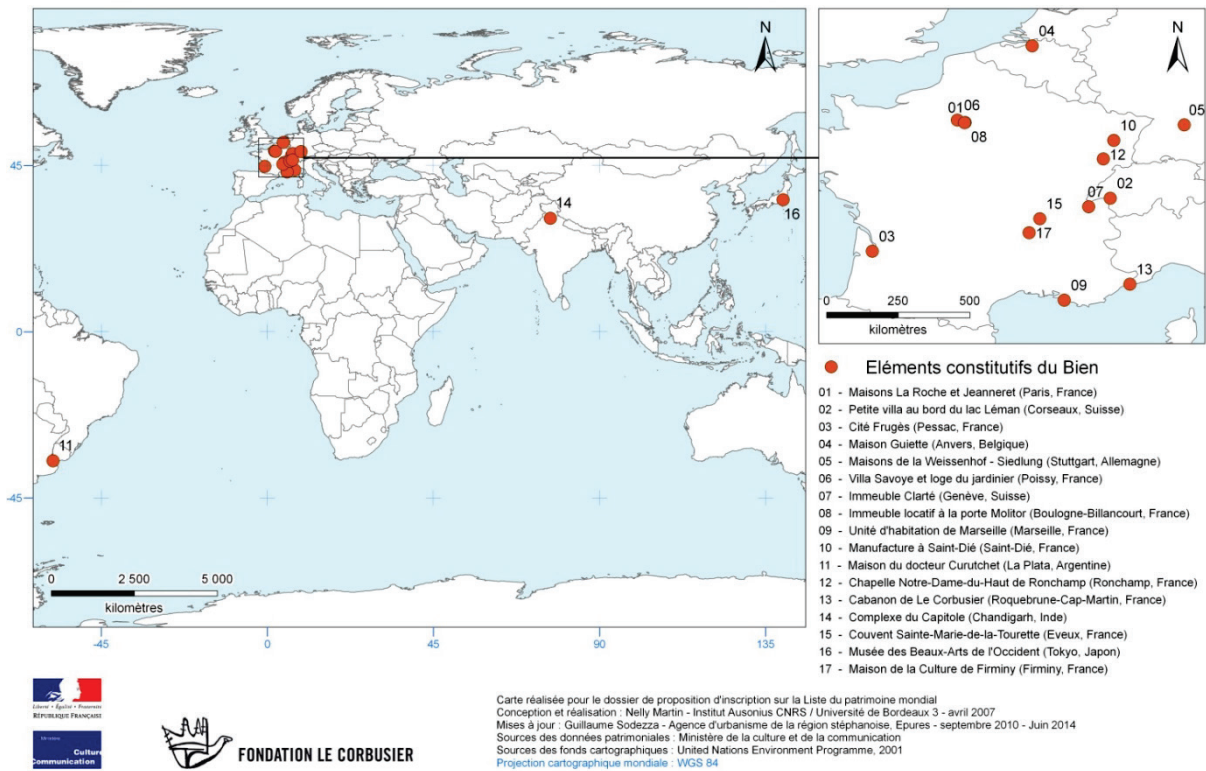 N
45
0
-45
-45
0
45
90
135
14
16
11
0 2 500 5 000
kilomètres
N
04
01
06
08
05
10
12
02
07
15
17
03
13
09
0 250 500
kilomètres
Eléments constitutifs du Bien
01 - Maisons La Roche et Jeanneret (Paris, France)
02 - Petite villa au bord du lac Léman (Corseaux, Suisse)
03 - Cité Frugès (Pessac, France)
04 - Maison Guiette (Anvers, Belgique)
05 - Maisons de la Weissenhof - Siedlung (Stuttgart, Allemagne)
06 - Villa Savoye et loge du jardinier (Poissy, France)
07 - Immeuble Clarté (Genève, Suisse)
08 - Immeuble locatif à la porte Molitor (Boulogne-Billancourt, France)
09 - Unité d'habitation de Marseille (Marseille, France)
10 - Manufacture à Saint-Dié (Saint-Dié, France)
11 - Maison du docteur Curutchet (La Plata, Argentine)
12 - Chapelle Notre-Dame-du-Haut de Ronchamp (Ronchamp, France)
13 - Cabanon de Le Corbusier (Roquebrune-Cap-Martin, France)
14 - Complexe du Capitole (Chandigarh, Inde)
15 - Couvent Sainte-Marie-de-la-Tourette (Eveux, France)
16 - Musée des Beaux-Arts de l'Occident (Tokyo, Japon)
17 - Maison de la Culture de Firminy (Firminy, France)
Liberté • Égalité • Fraternité
RÉPUBLIQUE FRANÇAISE
Ministère
Culture
Communication
FONDATION LE CORBUSIER
Carte réalisée pour le dossier de proposition d'inscription sur la Liste du patrimoine mondial
Conception et réalisation : Nelly Martin - Institut Ausonius CNRS / Université de Bordeaux 3 - avril 2007
Mises à jour : Guillaume Sodezza - Agence d'urbanisme de la région stéphanoise, Epures - septembre 2010 - Juin 2014
Sources des données patrimoniales : Ministère de la culture et de la communication
Sources des fonds cartographiques : United Nations Environment Programme, 2001
Projection cartographique mondiale : WGS 84